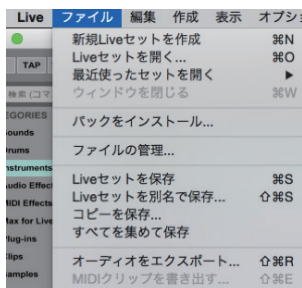 Live ファイル 編集 作成 表示 オプショ
新規Liveセットを作成 ⌘N
TAP Liveセットを開く... ⌘O
最近使ったセットを開く ▶
検索 (コマ ウィンドウを閉じる ⌘W
EGORIES
ounds パックをインストール...
rums ファイルの管理...
nstruments
udio Effect Liveセットを保存 ⌘S
MIDI Effects Liveセットを別名で保存... ⇧⌘S
Max for Live コピーを保存...
lug-ins すべてを集めて保存
lips オーディオをエクスポート... ⇧⌘R
amples MIDIクリップを書き出す... ⇧⌘E